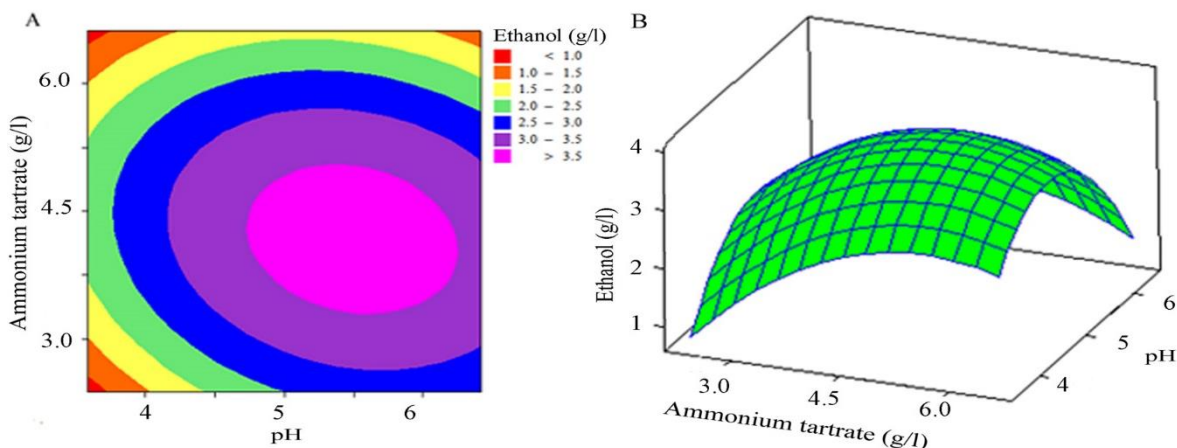 A
Ethanol (g/l)
< 1.0
1.0 – 1.5
1.5 – 2.0
2.0 – 2.5
2.5 – 3.0
3.0 – 3.5
> 3.5
Ammonium tartrate (g/l)
6.0
4.5
3.0
4 5 6
pH
B
Ethanol (g/l)
4
3
2
1
3.0 4.5 6.0
Ammonium tartrate (g/l)
6
5
4
pH